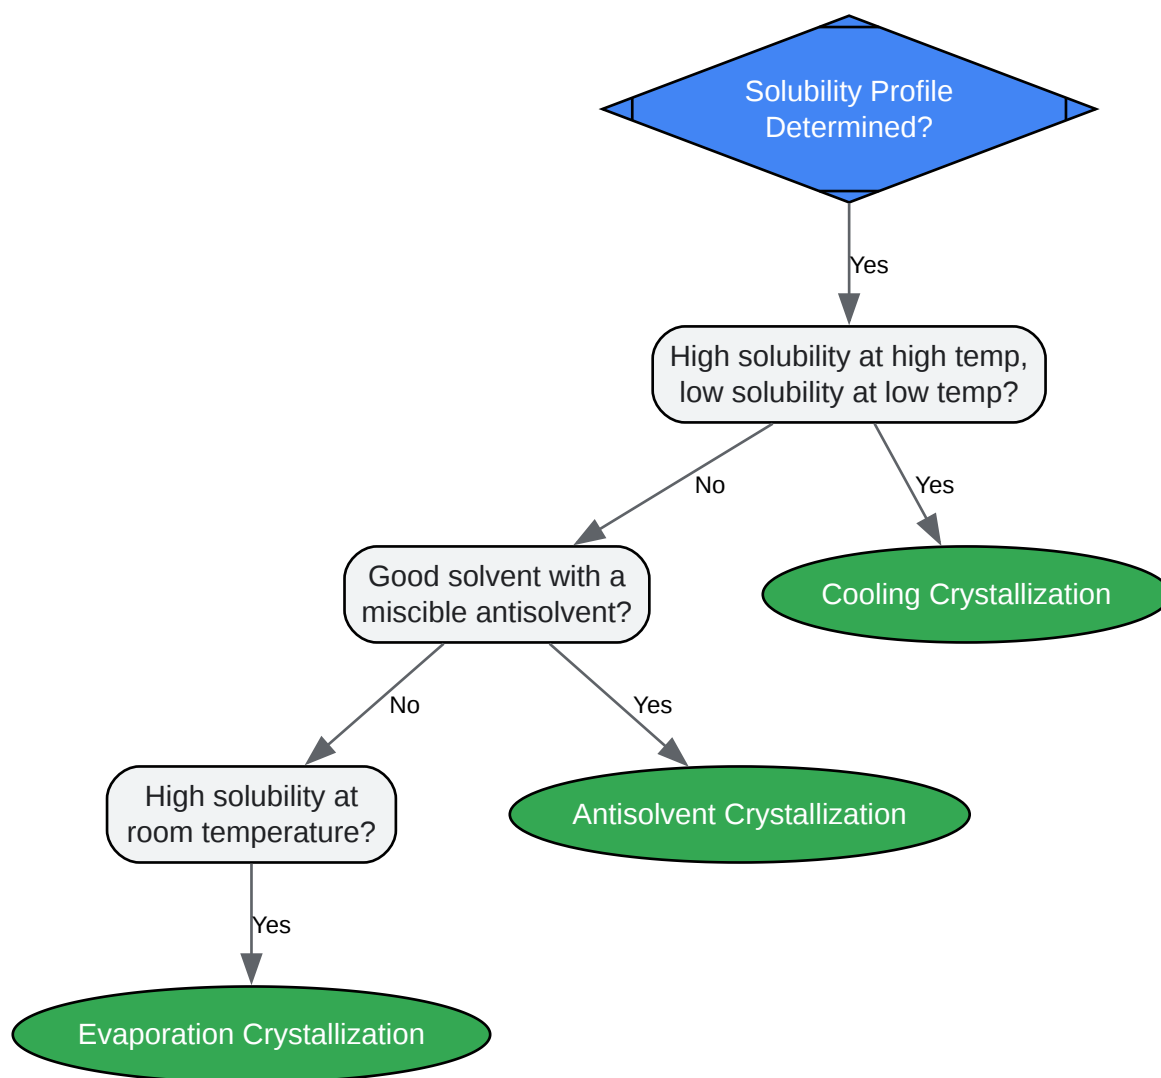 Solubility Profile
Determined?
Yes
High solubility at high temp,
low solubility at low temp?
No
Yes
Good solvent with a
miscible antisolvent?
Cooling Crystallization
No
Yes
High solubility at
room temperature?
Antisolvent Crystallization
Yes
Evaporation Crystallization